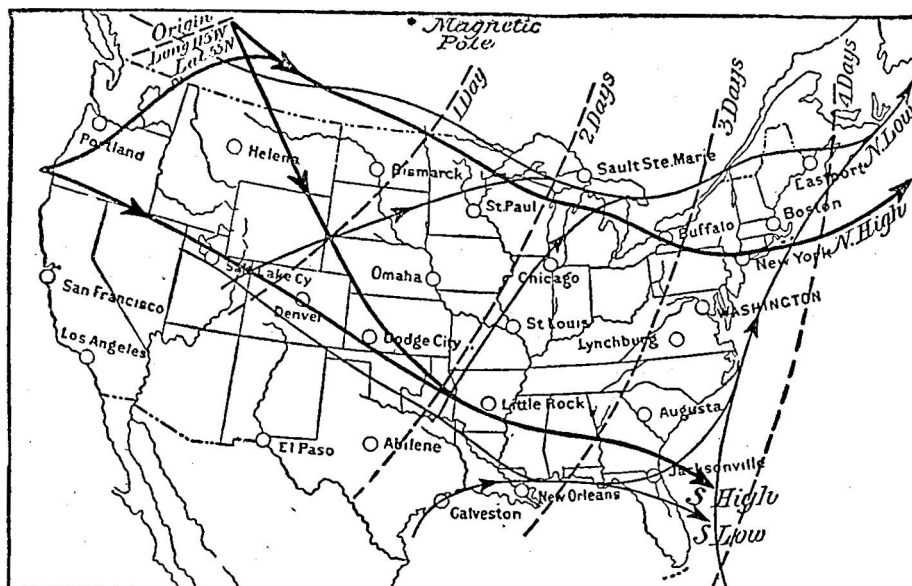 Origin
Long 115 W
Lat 55 N
Magnetic
Pole
1 Day
2 Days
3 Days
4 Days
N. Low
Portland
Helena
Bismarck
Sault Ste. Marie
Eastport
St. Paul
Boston
N. High
Buffalo
New York
Salt Lake Cy
Omaha
Chicago
San Francisco
Denver
WASHINGTON
St Louis
Dodge City
Lynchburg
Los Angeles
Little Rock
Augusta
El Paso
Abilene
Jacksonville
New Orleans
S High
Galveston
S Low